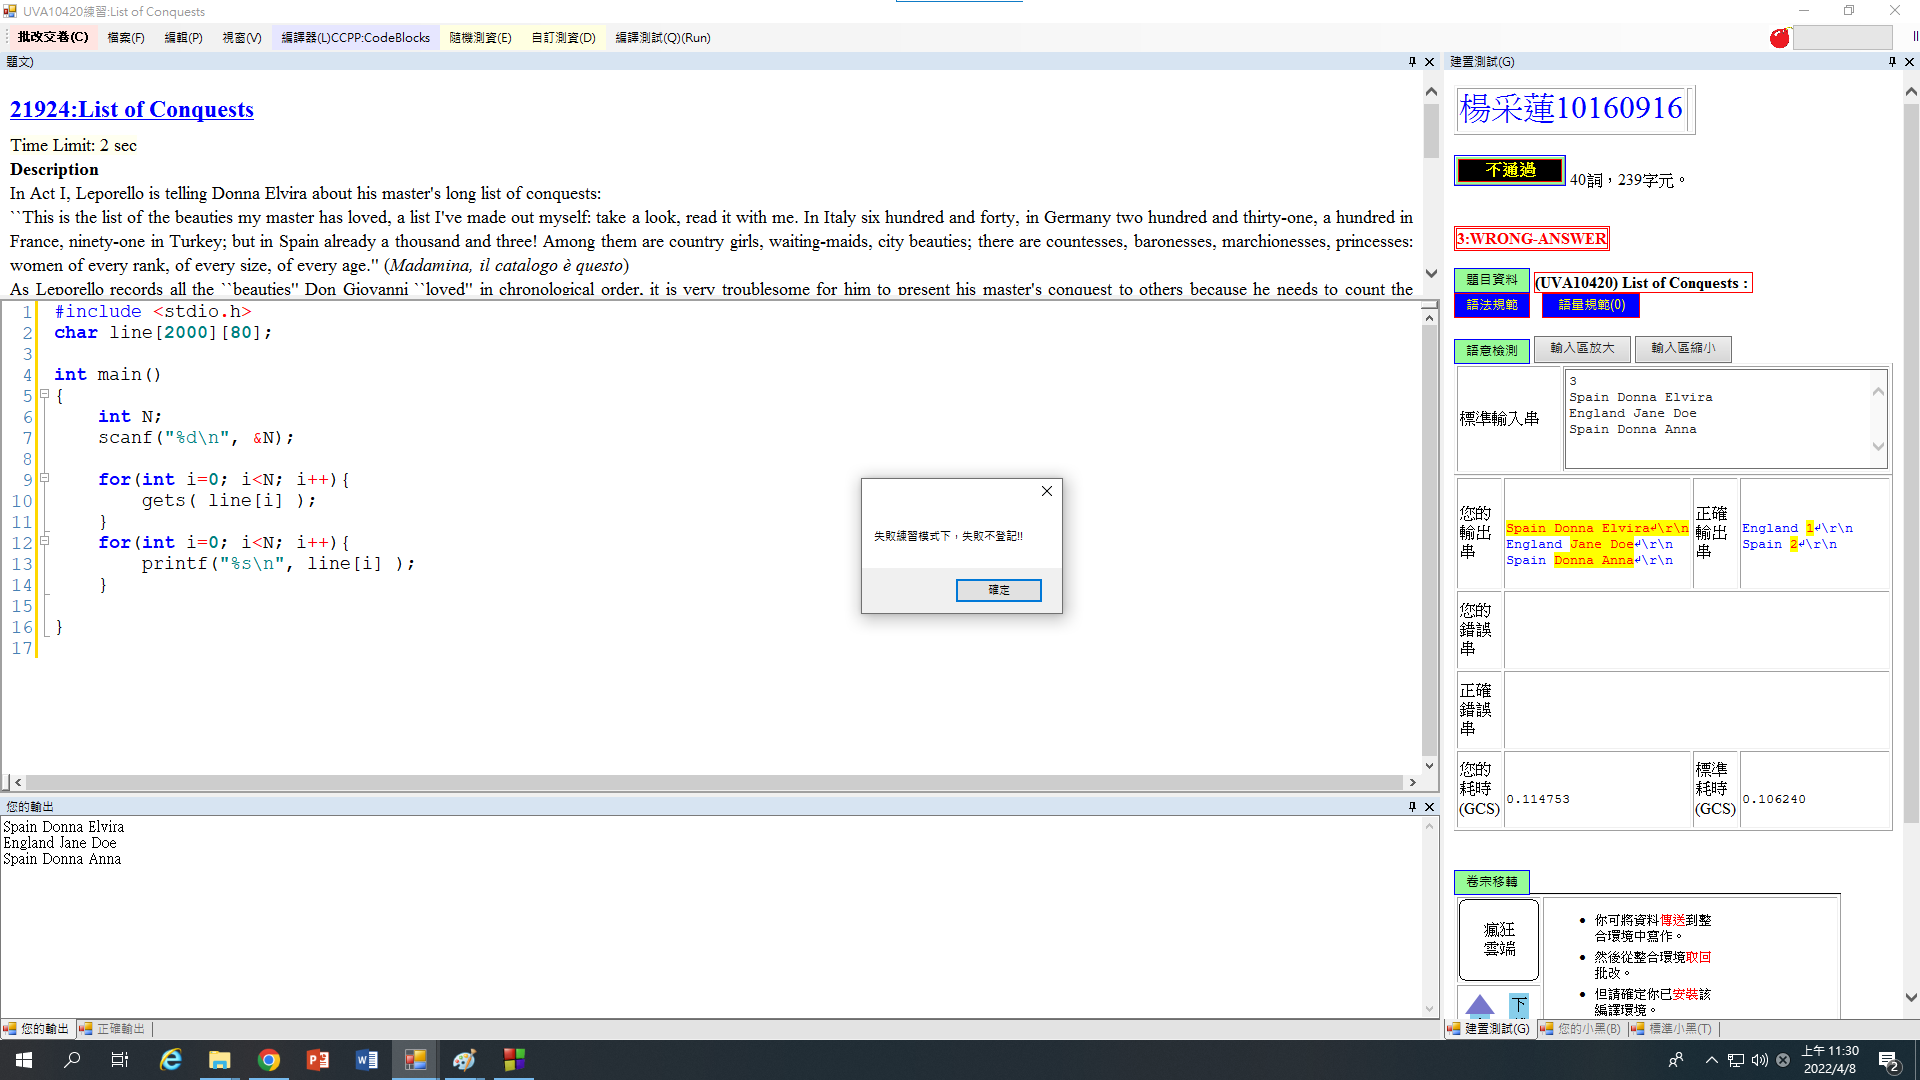 UVA10420練習:List of Conquests
批改交卷(C) 檔案(F) 編輯(P) 視窗(V) 編譯器(L)CCPP:CodeBlocks 隨機測資(E) 自訂測資(D) 編譯測試(Q)(Run)
題文)
21924:List of Conquests
Time Limit: 2 sec
Description
In Act I, Leporello is telling Donna Elvira about his master's long list of conquests:
``This is the list of the beauties my master has loved, a list I've made out myself: take a look, read it with me. In Italy six hundred and forty, in Germany two hundred and thirty-one, a hundred in
France, ninety-one in Turkey; but in Spain already a thousand and three! Among them are country girls, waiting-maids, city beauties; there are countesses, baronesses, marchionesses, princesses:
women of every rank, of every size, of every age.'' (Madamina, il catalogo è questo)
As Leporello records all the ``beauties'' Don Giovanni ``loved'' in chronological order, it is very troublesome for him to present his master's conquest to others because he needs to count the
1 #include <stdio.h>
2 char line[2000][80];
3
4 int main()
5 {
6 int N;
7 scanf("%d\n", &N);
8
9 for(int i=0; i<N; i++){
10 gets( line[i] );
11 }
12 for(int i=0; i<N; i++){
13 printf("%s\n", line[i] );
14 }
15
16 }
17
失敗練習模式下，失敗不登記!!
確定
您的輸出
Spain Donna Elvira
England Jane Doe
Spain Donna Anna
您的輸出 正確輸出
建置測試(G)
楊采蓮10160916
不通過 40詞，239字元。
3:WRONG-ANSWER
題目資料 (UVA10420) List of Conquests :
語法規範 語量規範(0)
語意檢測 輸入區放大 輸入區縮小
標準輸入串
3
Spain Donna Elvira
England Jane Doe
Spain Donna Anna
您的
輸出
串
Spain Donna Elvira↲\r\n
England Jane Doe↲\r\n
Spain Donna Anna↲\r\n
正確
輸出
串
England 1↲\r\n
Spain 2↲\r\n
您的
錯誤
串
正確
錯誤
串
您的
耗時
(GCS)
0.114753
標準
耗時
(GCS)
0.106240
卷宗移轉
瘋狂
雲端
下
• 你可將資料傳送到整
合環境中寫作。
• 然後從整合環境取回
批改。
• 但請確定你已安裝該
編譯環境。
建置測試(G) 您的小黑(B) 標準小黑(T)
上午 11:30
2022/4/8
2